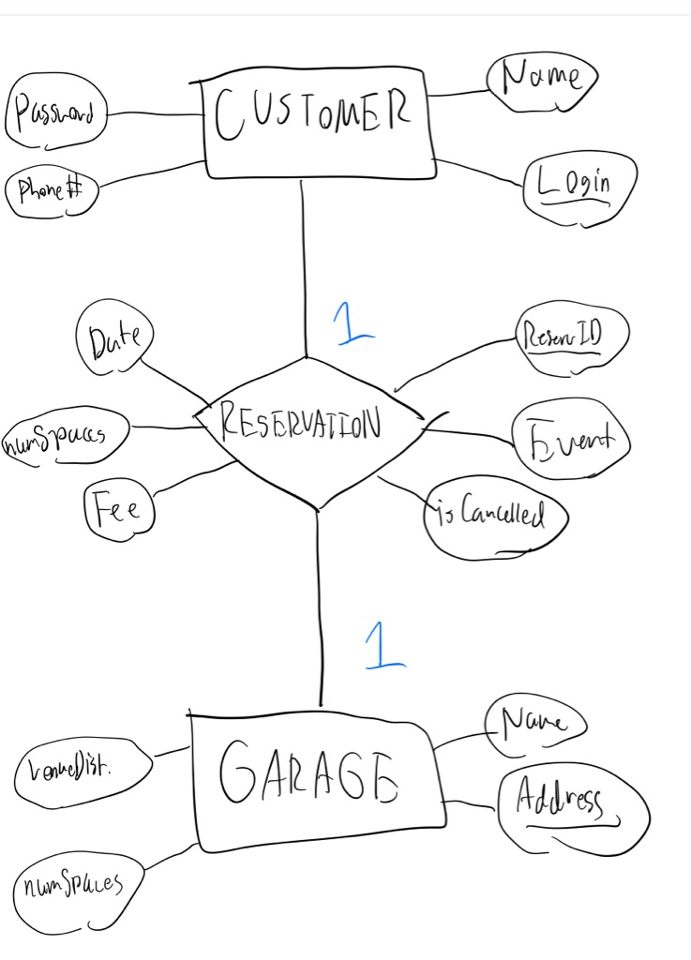 Name
CUSTOMER
Password
Login
Phone#
1
Date
ReservID
RESERVATION
numSpaces
Event
Fee
isCancelled
1
Name
GARAGE
venueDist.
Address
numSpaces